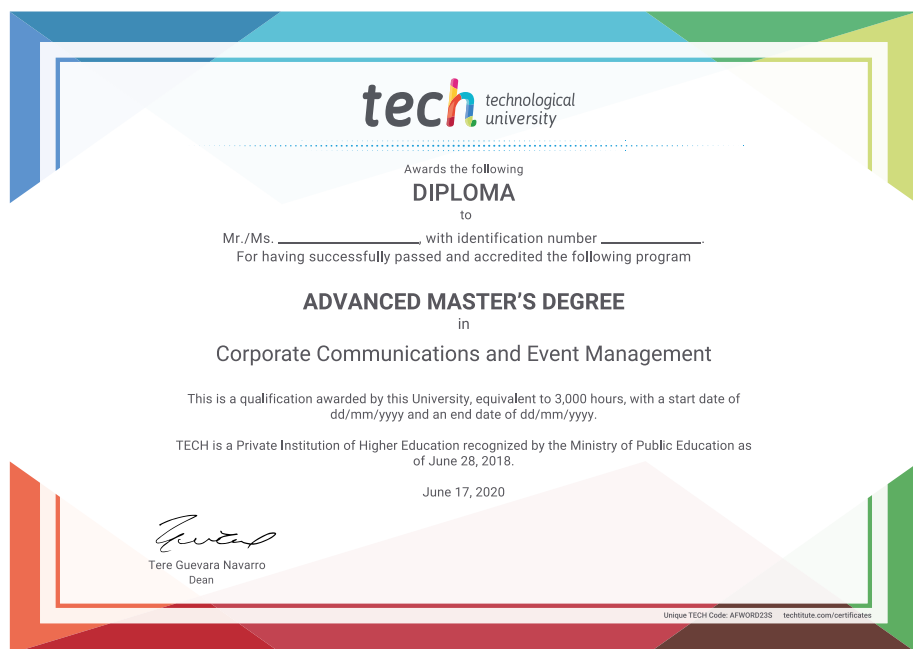 tech technological
university
Awards the following
DIPLOMA
to
Mr./Ms. ____________________, with identification number ______________.
For having successfully passed and accredited the following program
ADVANCED MASTER'S DEGREE
in
Corporate Communications and Event Management
This is a qualification awarded by this University, equivalent to 3,000 hours, with a start date of
dd/mm/yyyy and an end date of dd/mm/yyyy.
TECH is a Private Institution of Higher Education recognized by the Ministry of Public Education as
of June 28, 2018.
June 17, 2020
Tere Guevara Navarro
Dean
Unique TECH Code: AFWORD23S techtitute.com/certificates